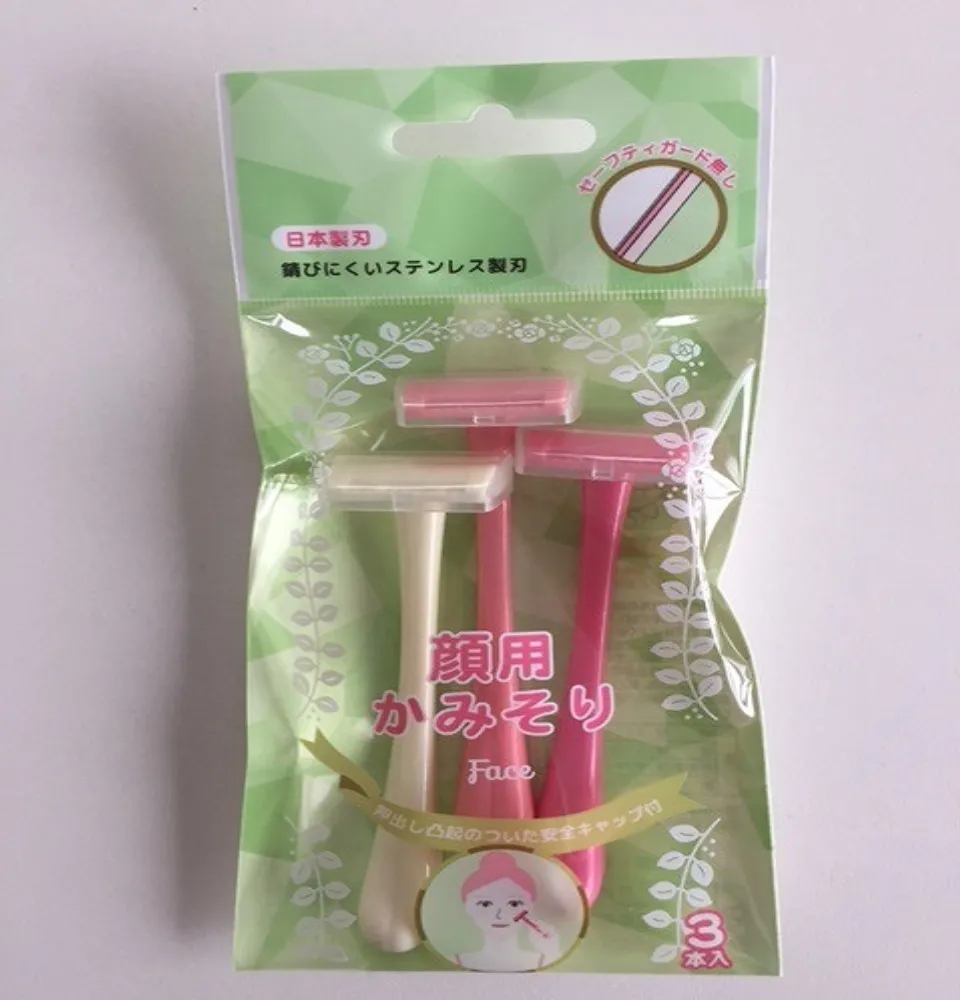 セーフティガード無し
日本製刃
錆びにくいステンレス製刃
顔用
かみそり
Face
押出し凸起のついた安全キャップ付
3
本入